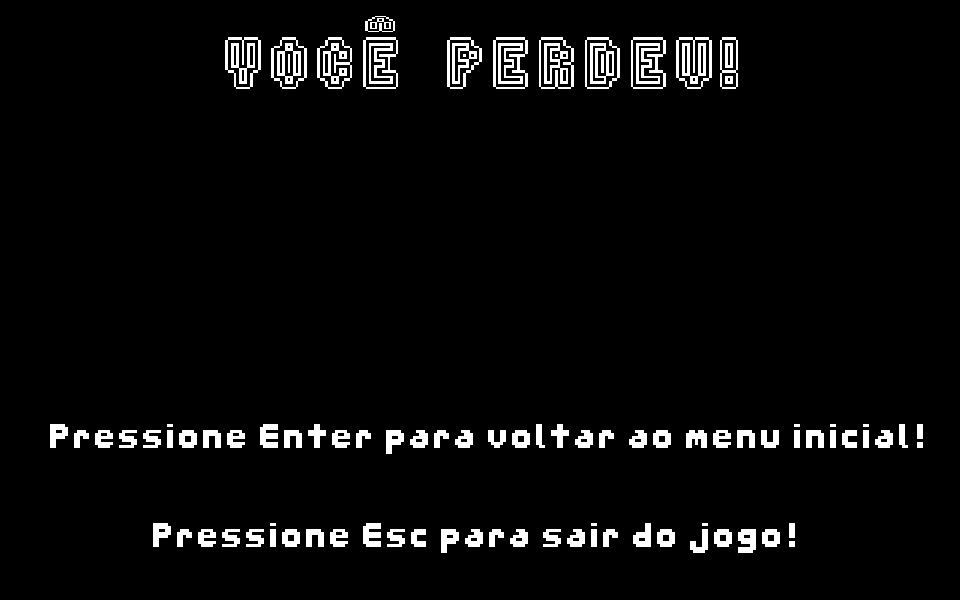 VOCÊ PERDEU!
Pressione Enter para voltar ao menu inicial!
Pressione Esc para sair do jogo!